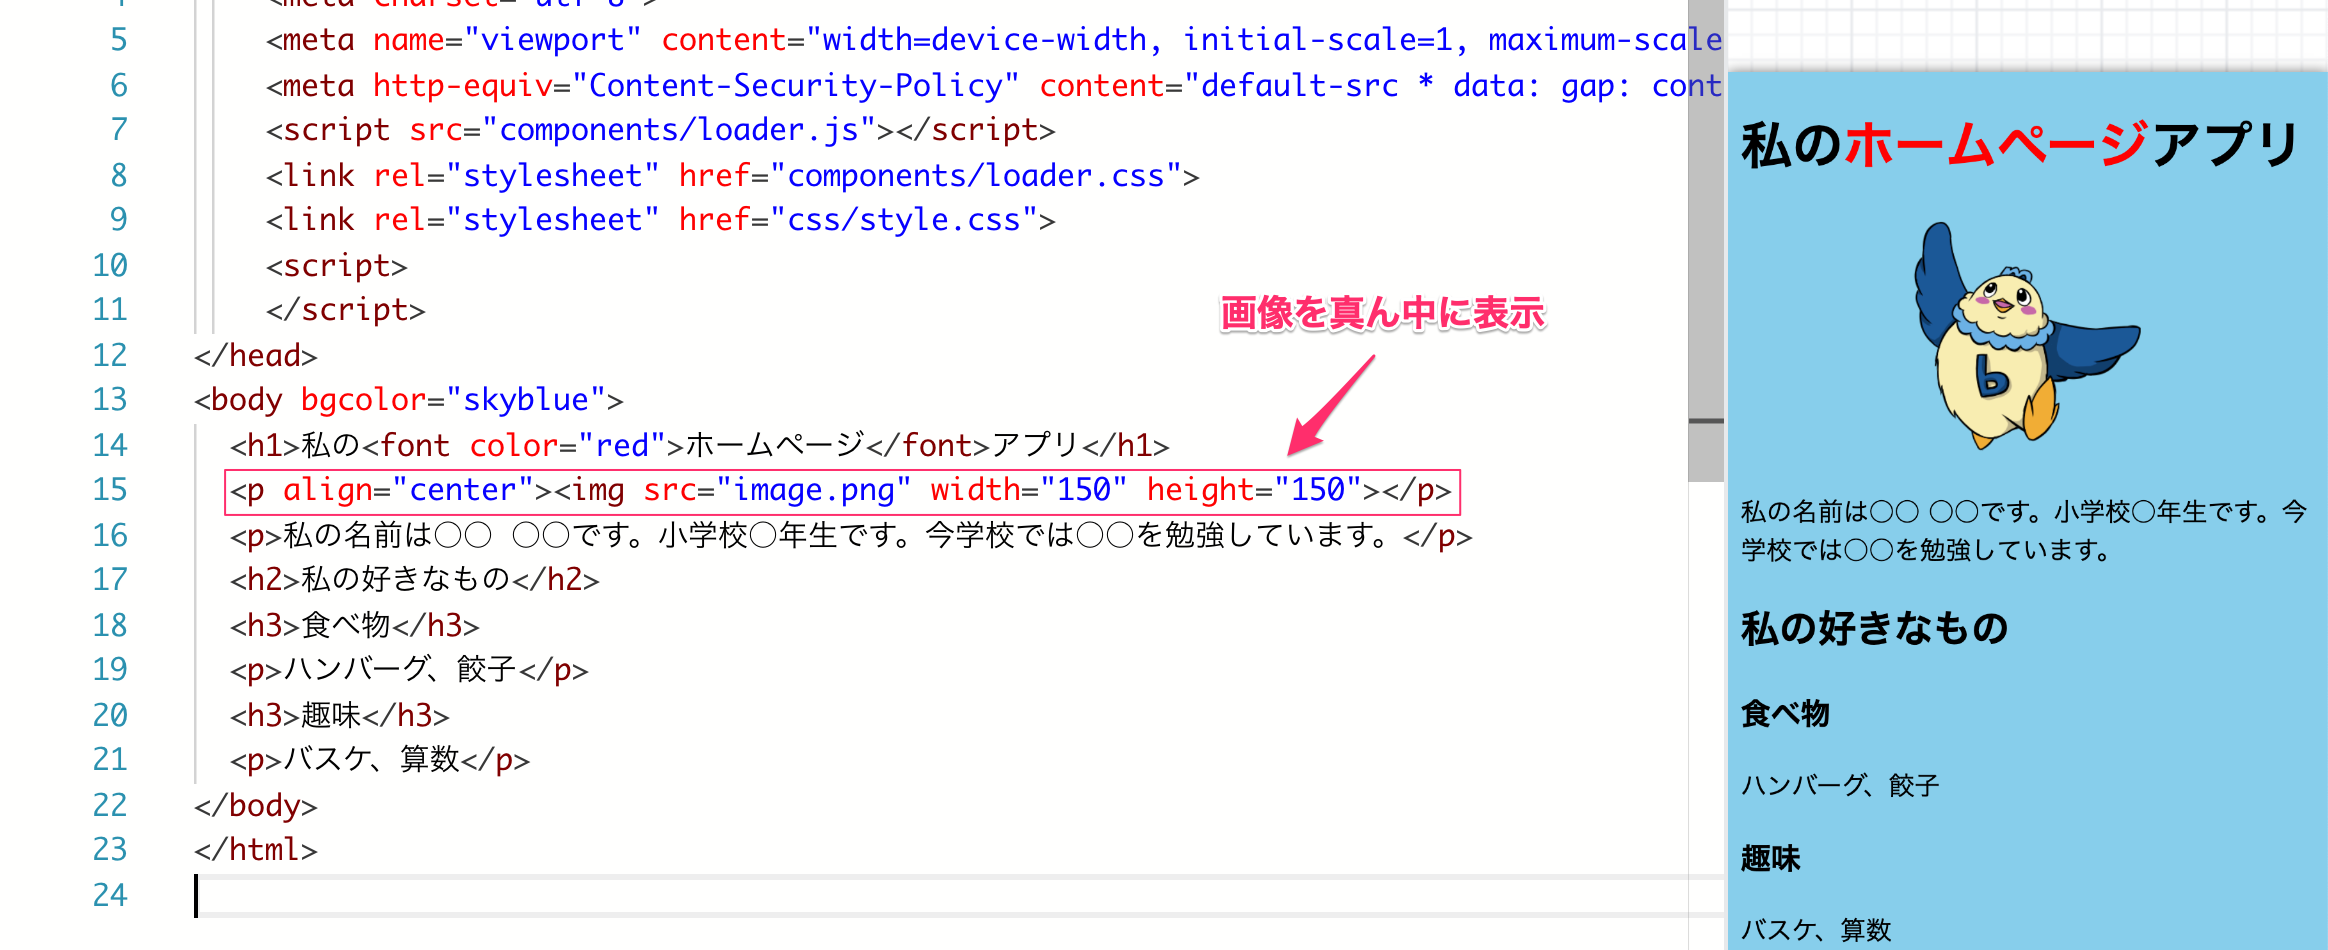 4 <meta charset="utf-8">
5 <meta name="viewport" content="width=device-width, initial-scale=1, maximum-scale
6 <meta http-equiv="Content-Security-Policy" content="default-src * data: gap: cont
7 <script src="components/loader.js"></script>
8 <link rel="stylesheet" href="components/loader.css">
9 <link rel="stylesheet" href="css/style.css">
10 <script>
11 </script>
画像を真ん中に表示
12 </head>
13 <body bgcolor="skyblue">
14 <h1>私の<font color="red">ホームページ</font>アプリ</h1>
15 <p align="center"><img src="image.png" width="150" height="150"></p>
16 <p>私の名前は〇〇 〇〇です。小学校〇年生です。今学校では〇〇を勉強しています。</p>
17 <h2>私の好きなもの</h2>
18 <h3>食べ物</h3>
19 <p>ハンバーグ、餃子</p>
20 <h3>趣味</h3>
21 <p>バスケ、算数</p>
22 </body>
23 </html>
24
私のホームページアプリ
b
私の名前は〇〇 〇〇です。小学校〇年生です。今
学校では〇〇を勉強しています。
私の好きなもの
食べ物
ハンバーグ、餃子
趣味
バスケ、算数